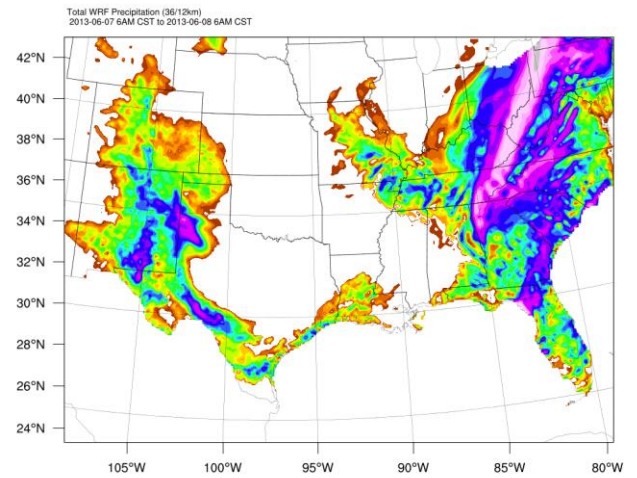 Total WRF Precipitation (36/12km)
2013-06-07 6AM CST to 2013-06-08 6AM CST
42°N
40°N
38°N
36°N
34°N
32°N
30°N
28°N
26°N
24°N
105°W 100°W 95°W 90°W 85°W 80°W